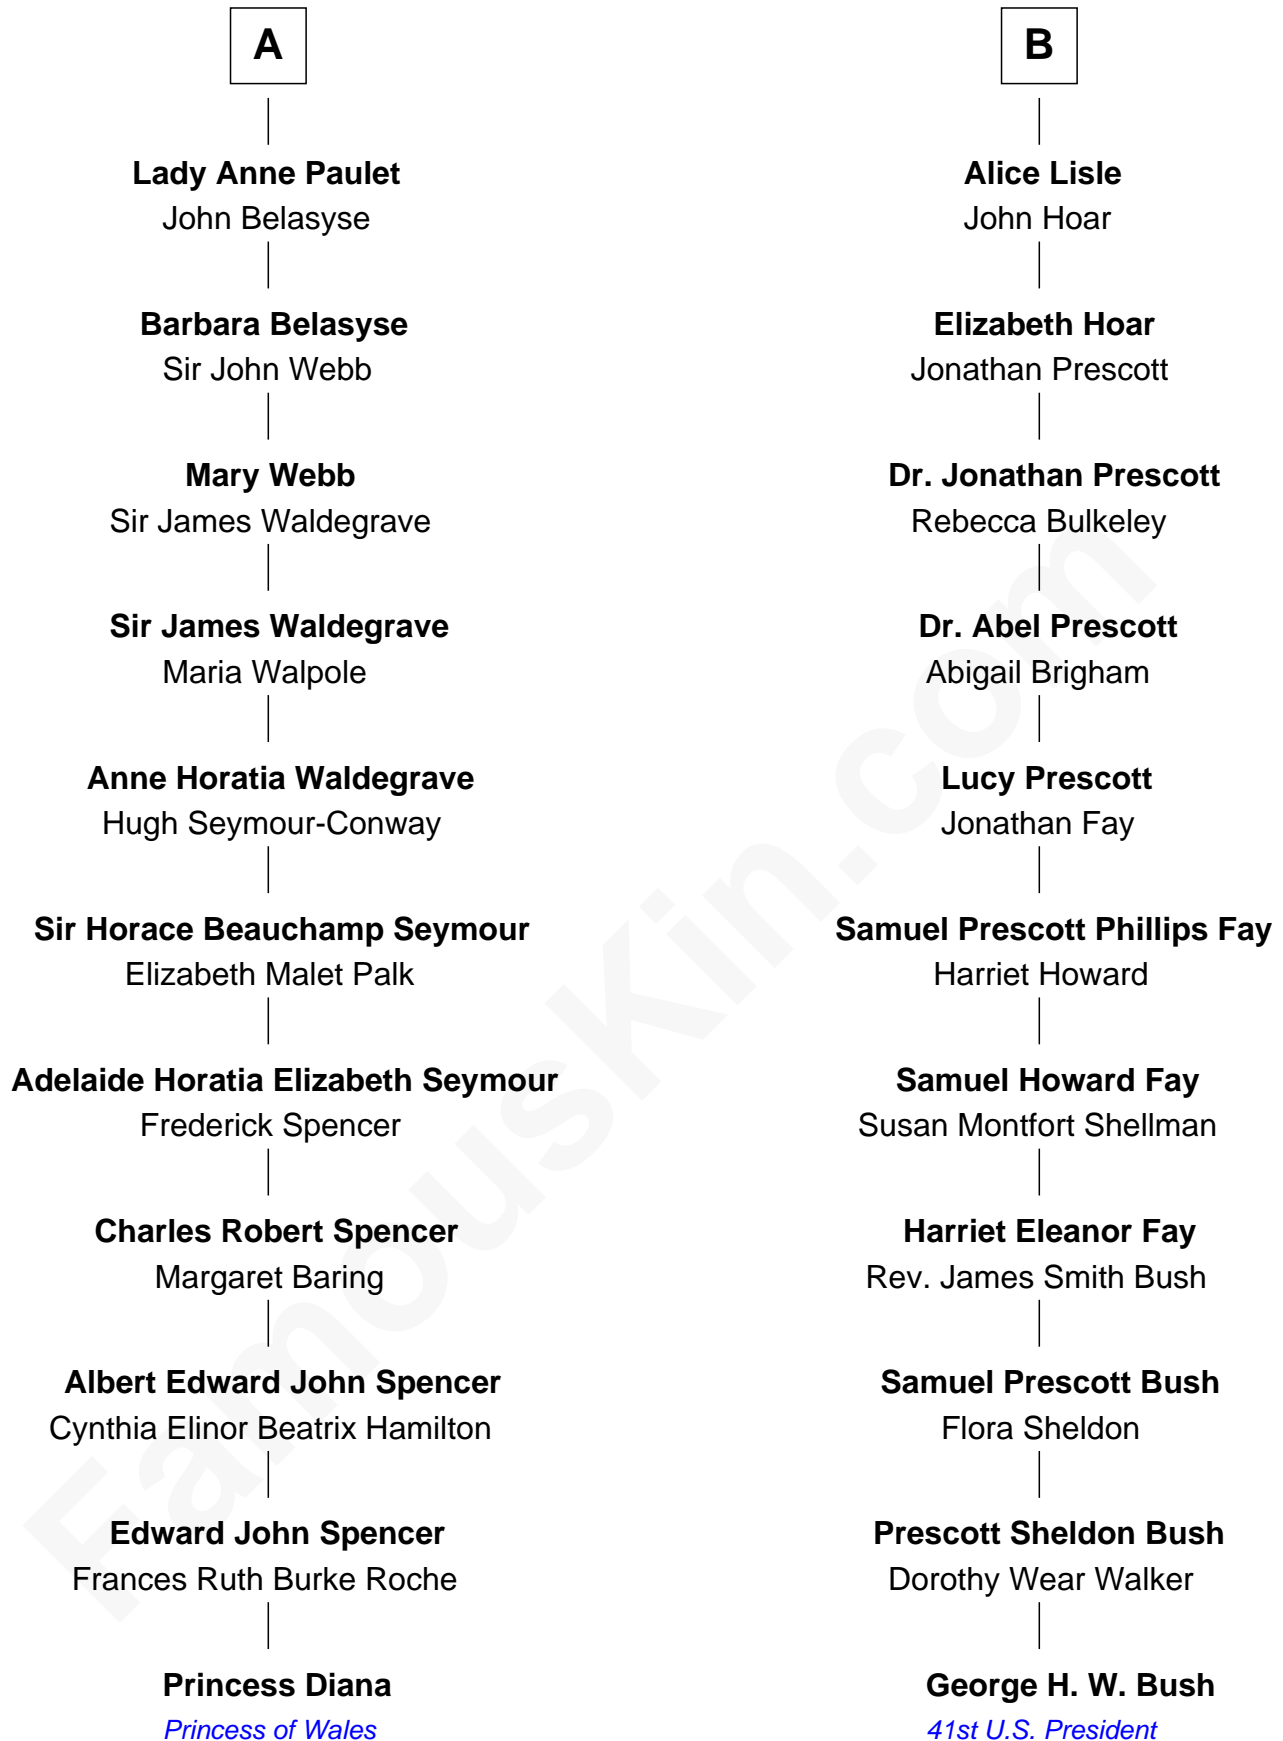 A
Lady Anne Paulet
John Belasyse
Barbara Belasyse
Sir John Webb
Mary Webb
Sir James Waldegrave
Sir James Waldegrave
Maria Walpole
Anne Horatia Waldegrave
Hugh Seymour-Conway
Sir Horace Beauchamp Seymour
Elizabeth Malet Palk
Adelaide Horatia Elizabeth Seymour
Frederick Spencer
Charles Robert Spencer
Margaret Baring
Albert Edward John Spencer
Cynthia Elinor Beatrix Hamilton
Edward John Spencer
Frances Ruth Burke Roche
Princess Diana
Princess of Wales
B
Alice Lisle
John Hoar
Elizabeth Hoar
Jonathan Prescott
Dr. Jonathan Prescott
Rebecca Bulkeley
Dr. Abel Prescott
Abigail Brigham
Lucy Prescott
Jonathan Fay
Samuel Prescott Phillips Fay
Harriet Howard
Samuel Howard Fay
Susan Montfort Shellman
Harriet Eleanor Fay
Rev. James Smith Bush
Samuel Prescott Bush
Flora Sheldon
Prescott Sheldon Bush
Dorothy Wear Walker
George H. W. Bush
41st U.S. President
FamousKin.com